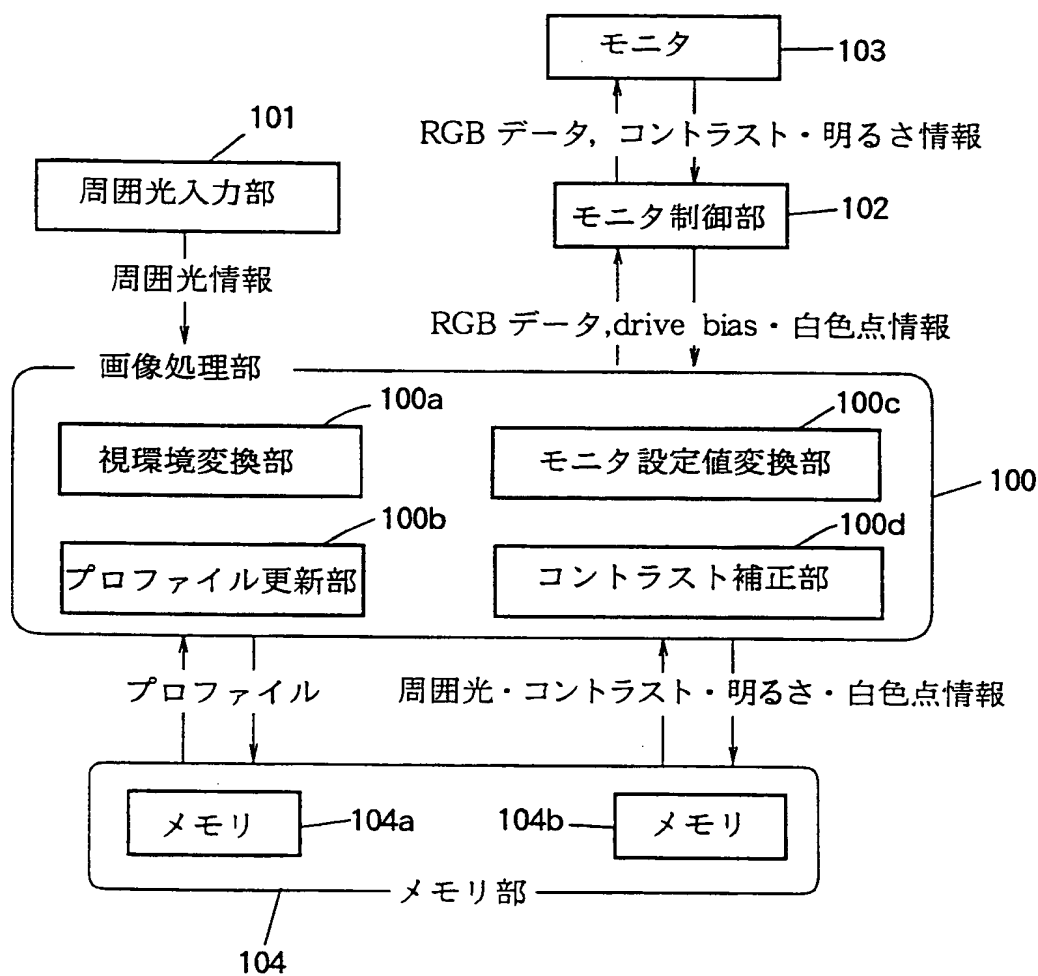 モニタ
103
101
RGB データ, コントラスト・明るさ情報
周囲光入力部
モニタ制御部
102
周囲光情報
RGB データ,drive bias・白色点情報
画像処理部
100a
100c
視環境変換部
モニタ設定値変換部
100
100b
100d
プロファイル更新部
コントラスト補正部
プロファイル
周囲光・コントラスト・明るさ・白色点情報
メモリ
104a
104b
メモリ
メモリ部
104